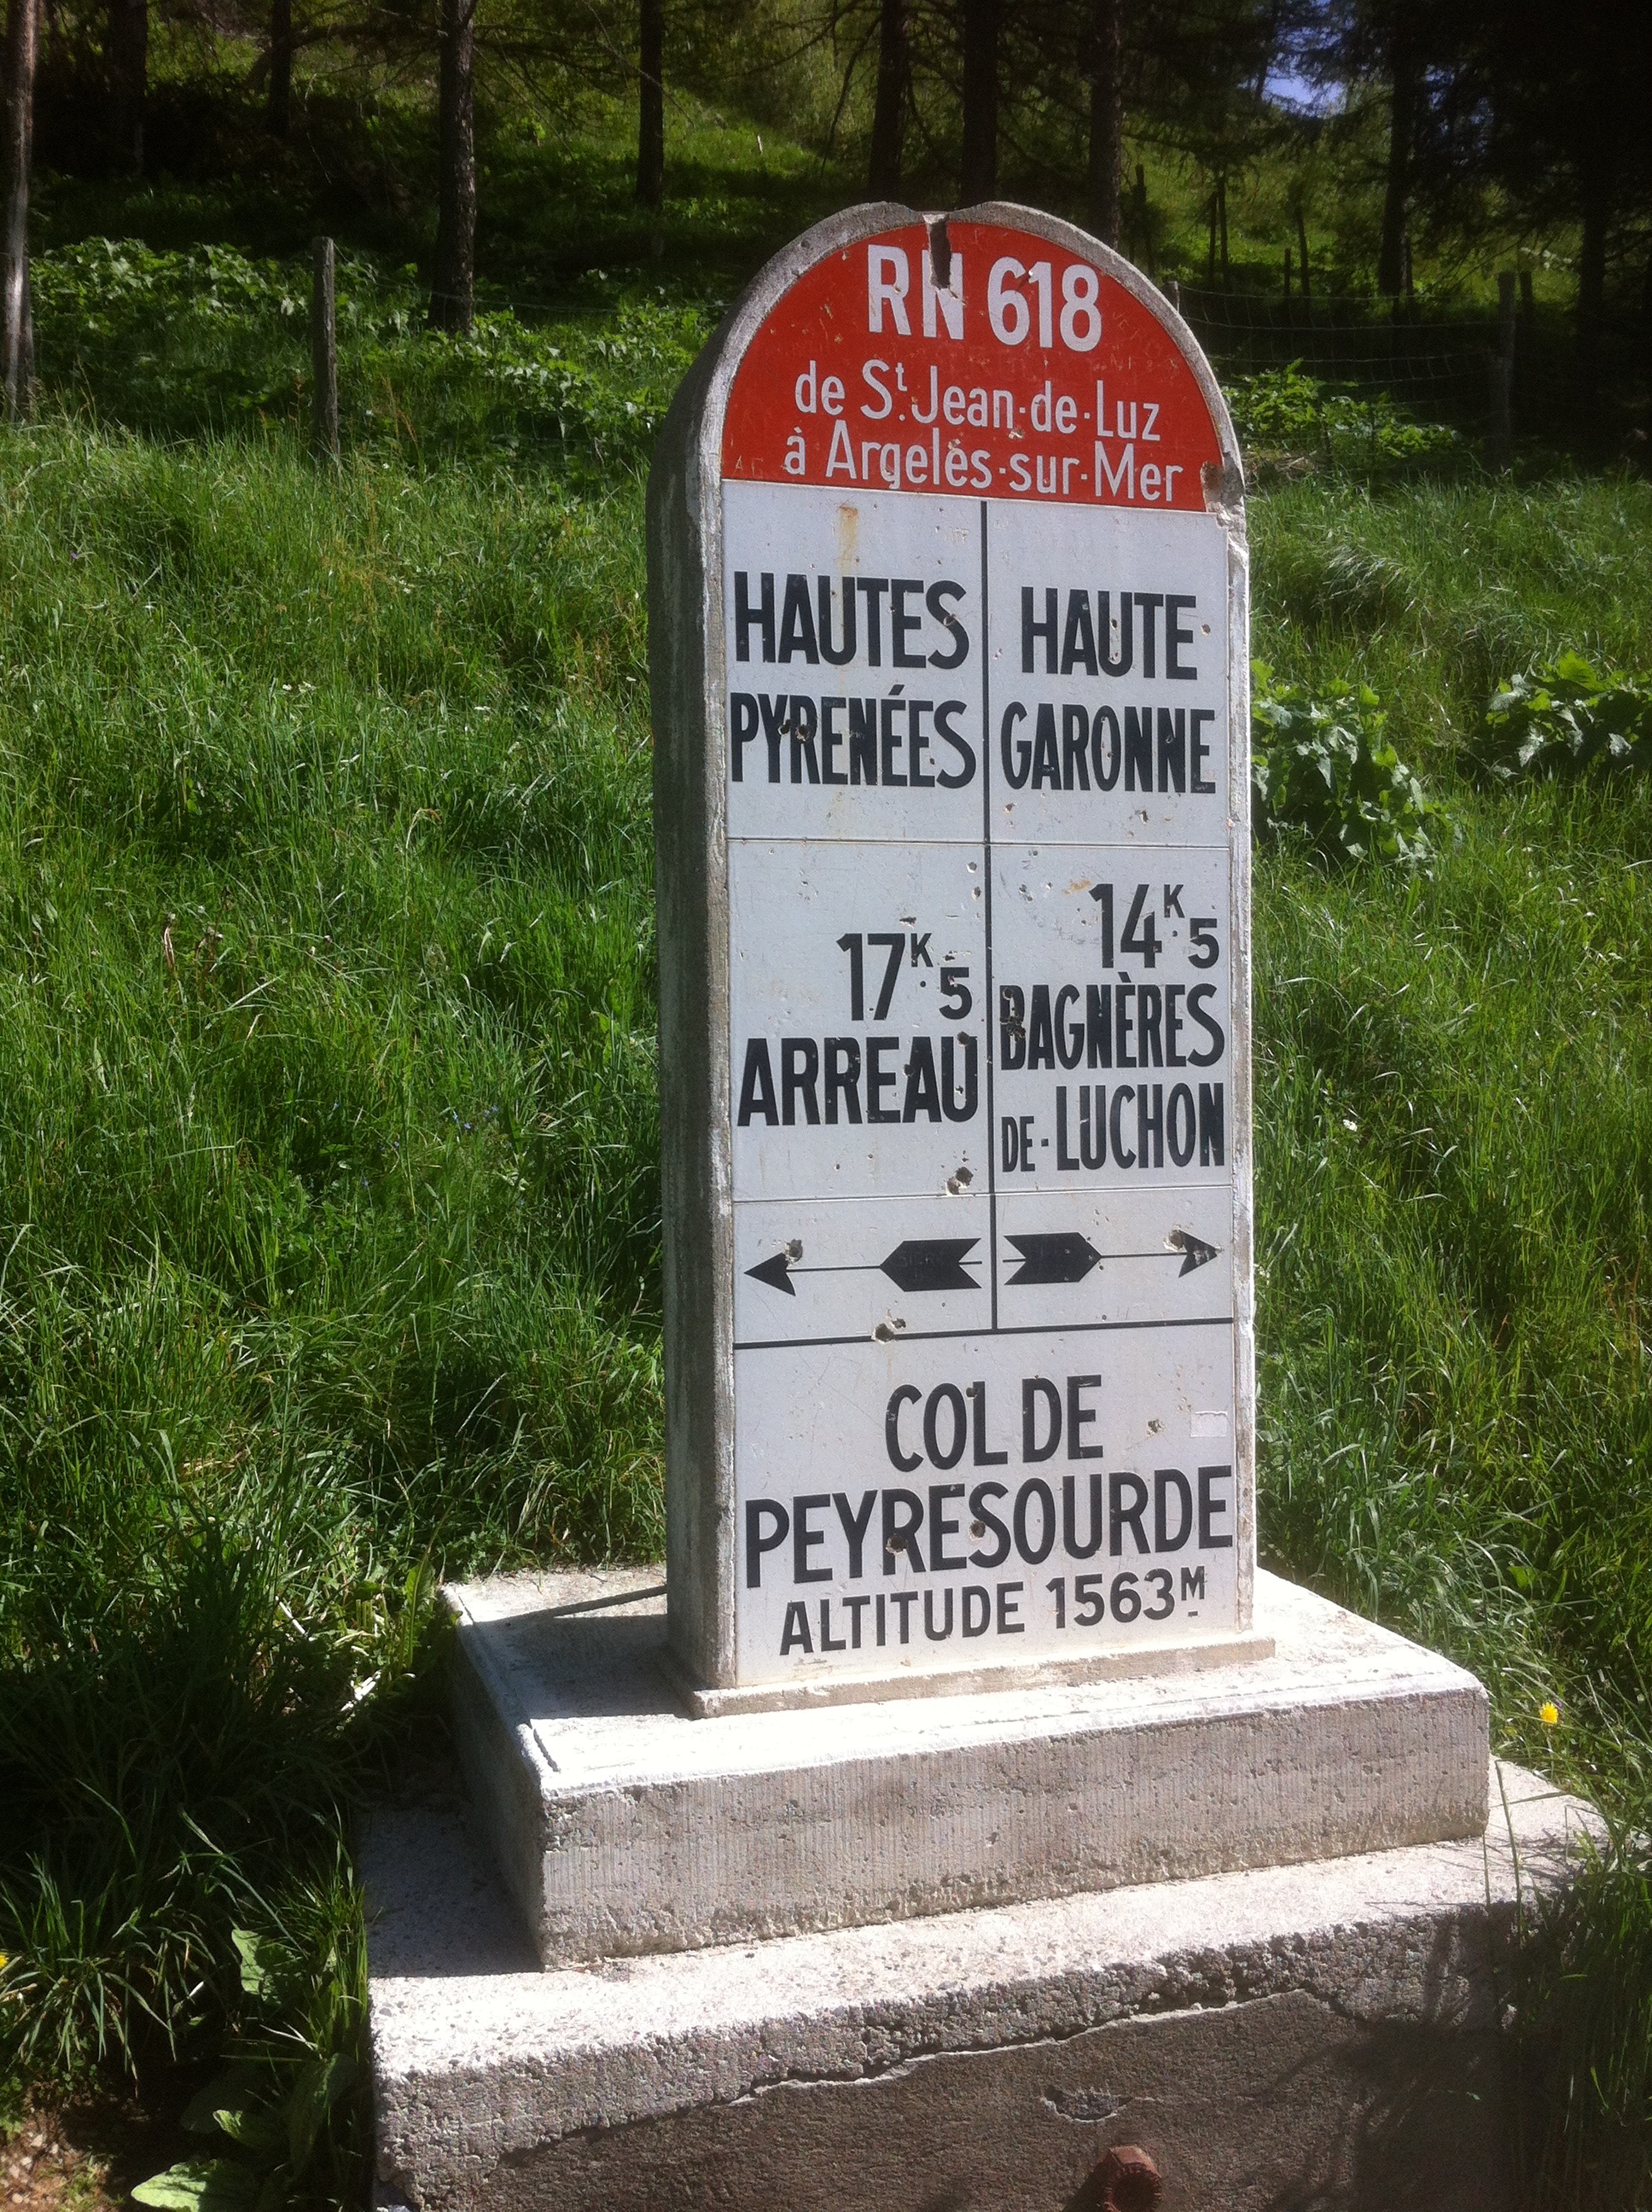 RN 618
de St. Jean-de-Luz
à Argelès-sur-Mer
HAUTES
PYRENÉES
HAUTE
GARONNE
17K.5
ARREAU
14K.5
BAGNÈRES
DE-LUCHON
COL DE
PEYRESOURDE
ALTITUDE 1563M